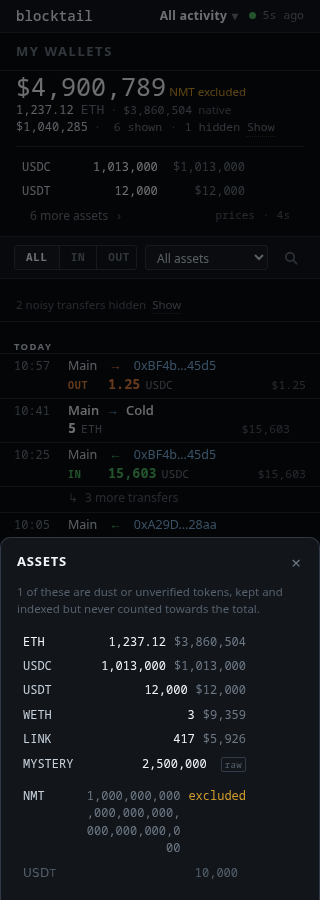 blocktail All activity ▾ 5s ago
MY WALLETS
$4,900,789 NMT excluded
1,237.12 ETH · $3,860,504 native
$1,040,285 · 6 shown · 1 hidden Show
USDC 1,013,000 $1,013,000
USDT 12,000 $12,000
6 more assets › prices · 4s
ALL IN OUT All assets
2 noisy transfers hidden Show
TODAY
10:57 Main → 0xBF4b…45d5
OUT 1.25 USDC $1.25
10:41 Main → Cold
5 ETH $15,603
10:25 Main ← 0xBF4b…45d5
IN 15,603 USDC $15,603
↳ 3 more transfers
10:05 Main ← 0xA29D…28aa
ASSETS ×
1 of these are dust or unverified tokens, kept and
indexed but never counted towards the total.
ETH 1,237.12 $3,860,504
USDC 1,013,000 $1,013,000
USDT 12,000 $12,000
WETH 3 $9,359
LINK 417 $5,926
MYSTERY 2,500,000 raw
NMT 1,000,000,000 excluded
,000,000,000,
000,000,000,0
00
USDT 10,000